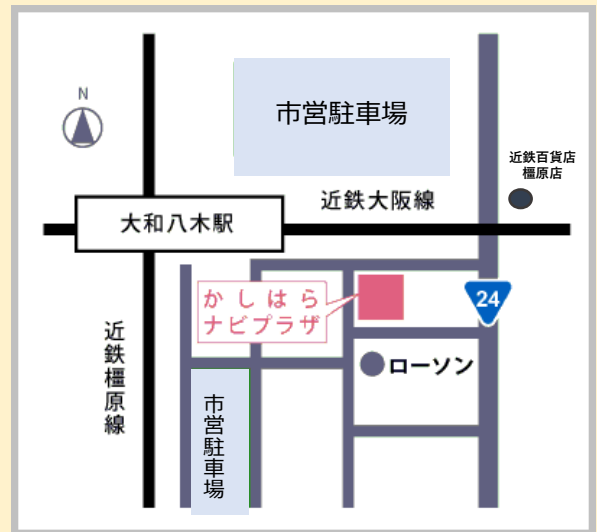 N
市営駐車場
近鉄百貨店
橿原店
近鉄大阪線
大和八木駅
かしはら
ナビプラザ
24
近鉄橿原線
ローソン
市営駐車場